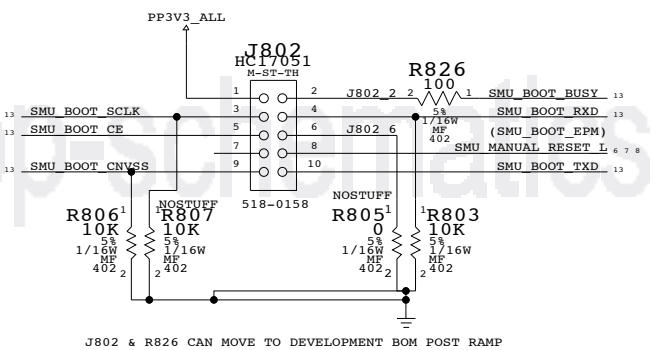 PP3V3_ALL
J802
HC17051
M-ST-TH
R826
100
1 2 J802_2 2 1 SMU_BOOT_BUSY 13
13 SMU_BOOT_SCLK 3 4 5% SMU_BOOT_RXD 13
1/16W
MF
402
13 SMU_BOOT_CE 5 6 J802_6 (SMU_BOOT_EPM)
7 8 SMU_MANUAL_RESET_L 6 7 8
13 SMU_BOOT_CNVSS 9 10 SMU_BOOT_TXD 13
518-0158
NOSTUFF
NOSTUFF
R806 1
10K
5%
1/16W
MF
402
2
1 R807
10K
5%
1/16W
MF
402
2
R805 1
0
5%
1/16W
MF
402
2
1 R803
10K
5%
1/16W
MF
402
2
J802 & R826 CAN MOVE TO DEVELOPMENT BOM POST RAMP
p-schematics